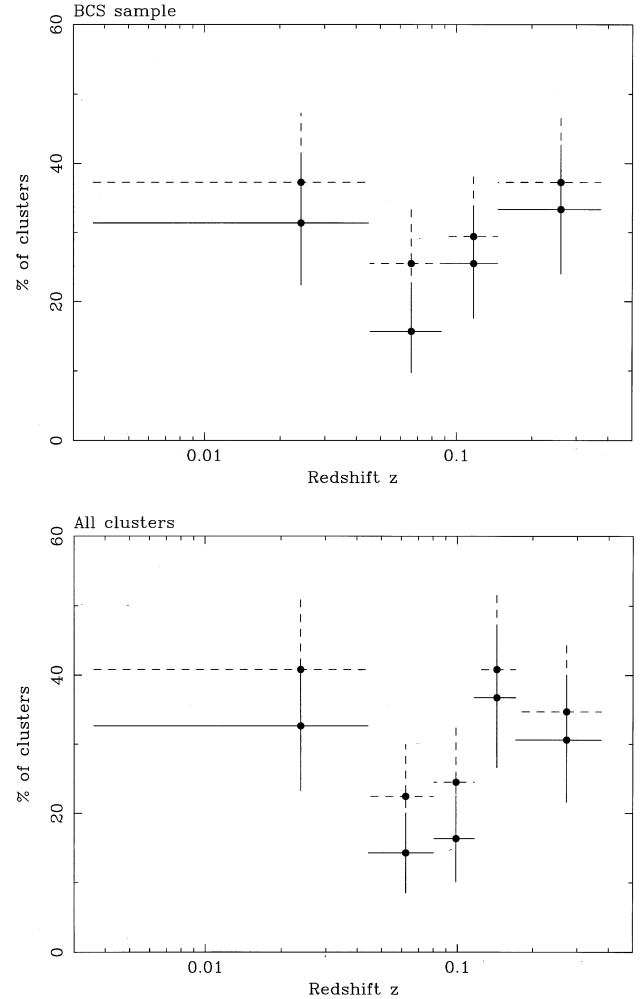 BCS sample
60
40
20
0
% of clusters
0.01 0.1
Redshift z
All clusters
60
40
20
0
% of clusters
0.01 0.1
Redshift z